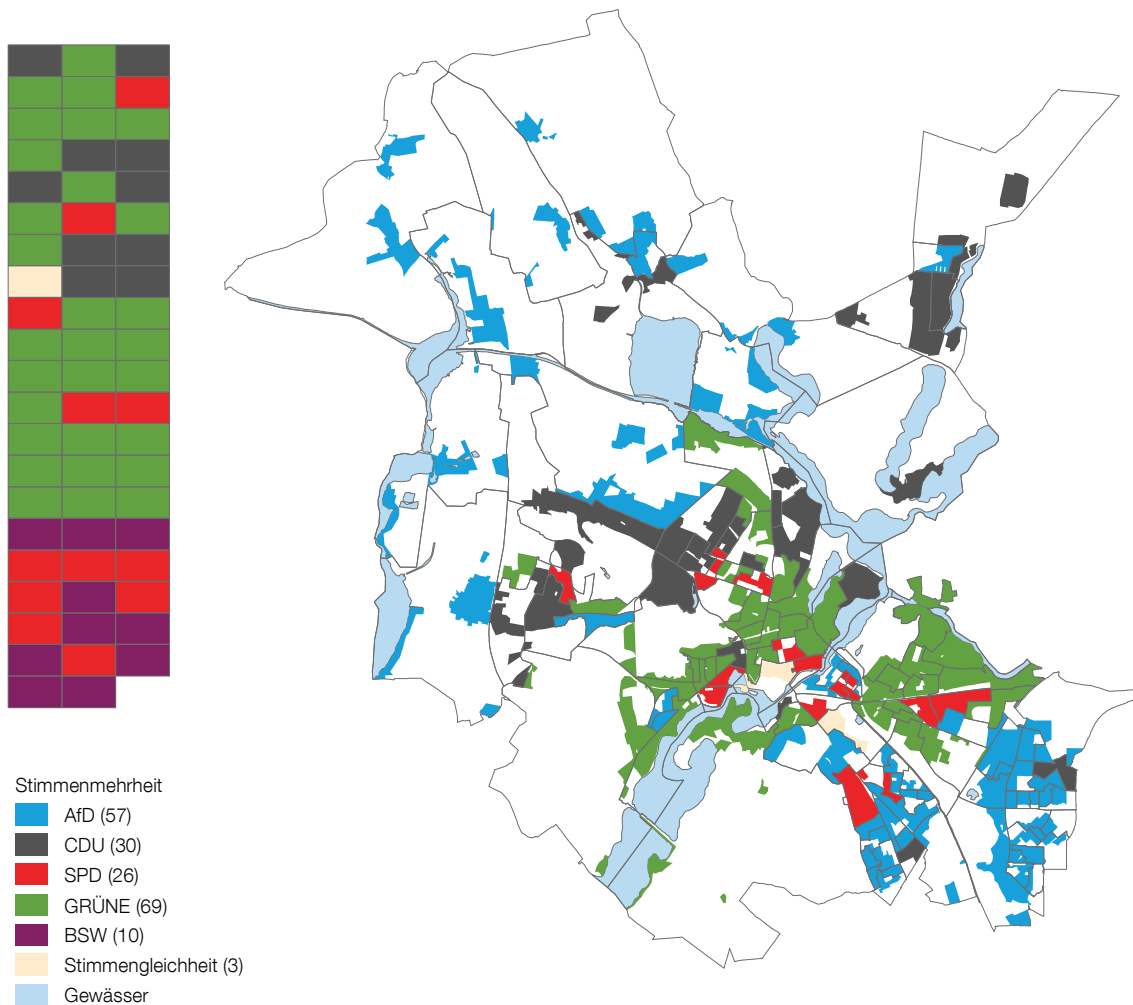 Stimmenmehrheit
AfD (57)
CDU (30)
SPD (26)
GRÜNE (69)
BSW (10)
Stimmengleichheit (3)
Gewässer